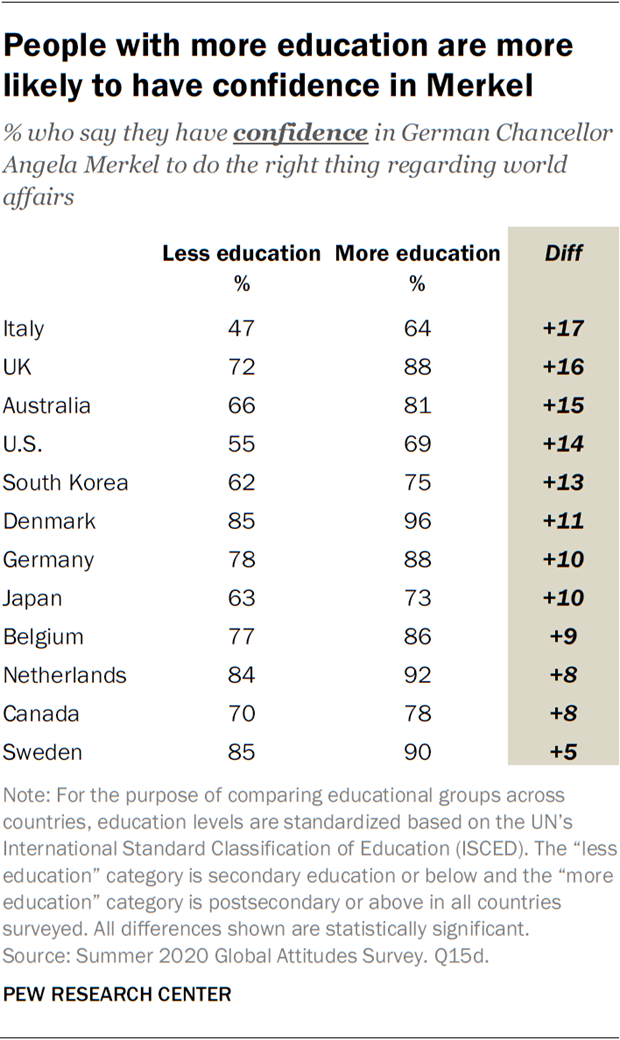 People with more education are more
likely to have confidence in Merkel
% who say they have confidence in German Chancellor
Angela Merkel to do the right thing regarding world
affairs
Less education More education Diff
% %
Italy 47 64 +17
UK 72 88 +16
Australia 66 81 +15
U.S. 55 69 +14
South Korea 62 75 +13
Denmark 85 96 +11
Germany 78 88 +10
Japan 63 73 +10
Belgium 77 86 +9
Netherlands 84 92 +8
Canada 70 78 +8
Sweden 85 90 +5
Note: For the purpose of comparing educational groups across
countries, education levels are standardized based on the UN’s
International Standard Classification of Education (ISCED). The “less
education” category is secondary education or below and the “more
education” category is postsecondary or above in all countries
surveyed. All differences shown are statistically significant.
Source: Summer 2020 Global Attitudes Survey. Q15d.
PEW RESEARCH CENTER